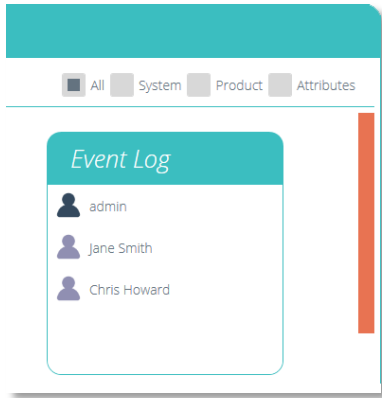 All System Product Attributes
Event Log
admin
Jane Smith
Chris Howard